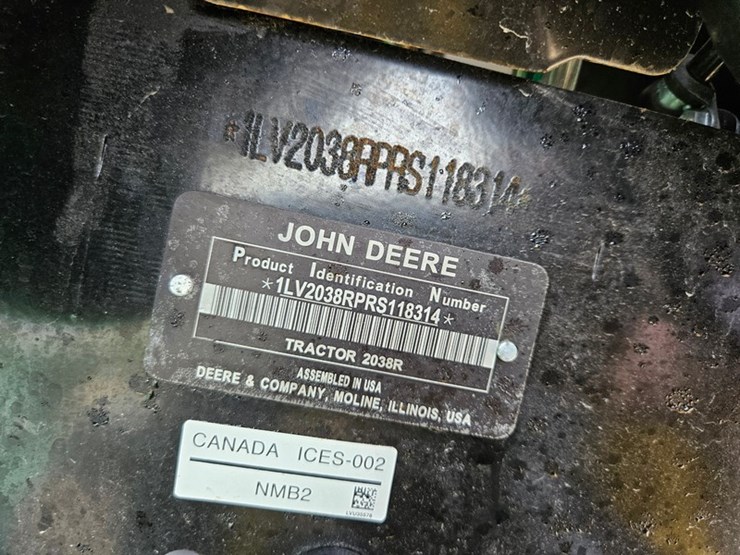 *1LV2038RPRS118314*
JOHN DEERE
Product Identification Number
*1LV2038RPRS118314*
TRACTOR 2038R
ASSEMBLED IN USA
DEERE & COMPANY, MOLINE, ILLINOIS, USA
CANADA ICES-002
NMB2